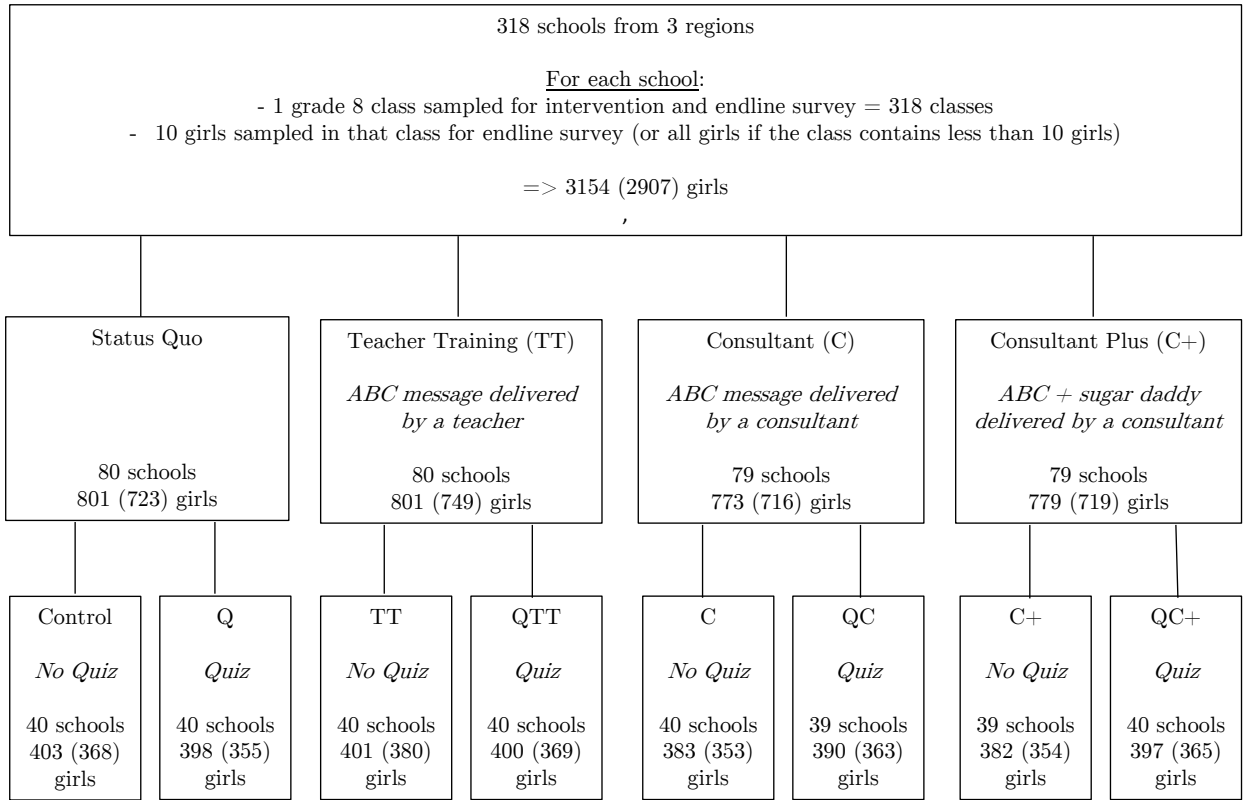 318 schools from 3 regions
For each school:
- 1 grade 8 class sampled for intervention and endline survey = 318 classes
- 10 girls sampled in that class for endline survey (or all girls if the class contains less than 10 girls)
=> 3154 (2907) girls
,
Status Quo
80 schools
801 (723) girls
Teacher Training (TT)
ABC message delivered
by a teacher
80 schools
801 (749) girls
Consultant (C)
ABC message delivered
by a consultant
79 schools
773 (716) girls
Consultant Plus (C+)
ABC + sugar daddy
delivered by a consultant
79 schools
779 (719) girls
Control
No Quiz
40 schools
403 (368)
girls
Q
Quiz
40 schools
398 (355)
girls
TT
No Quiz
40 schools
401 (380)
girls
QTT
Quiz
40 schools
400 (369)
girls
C
No Quiz
40 schools
383 (353)
girls
QC
Quiz
39 schools
390 (363)
girls
C+
No Quiz
39 schools
382 (354)
girls
QC+
Quiz
40 schools
397 (365)
girls